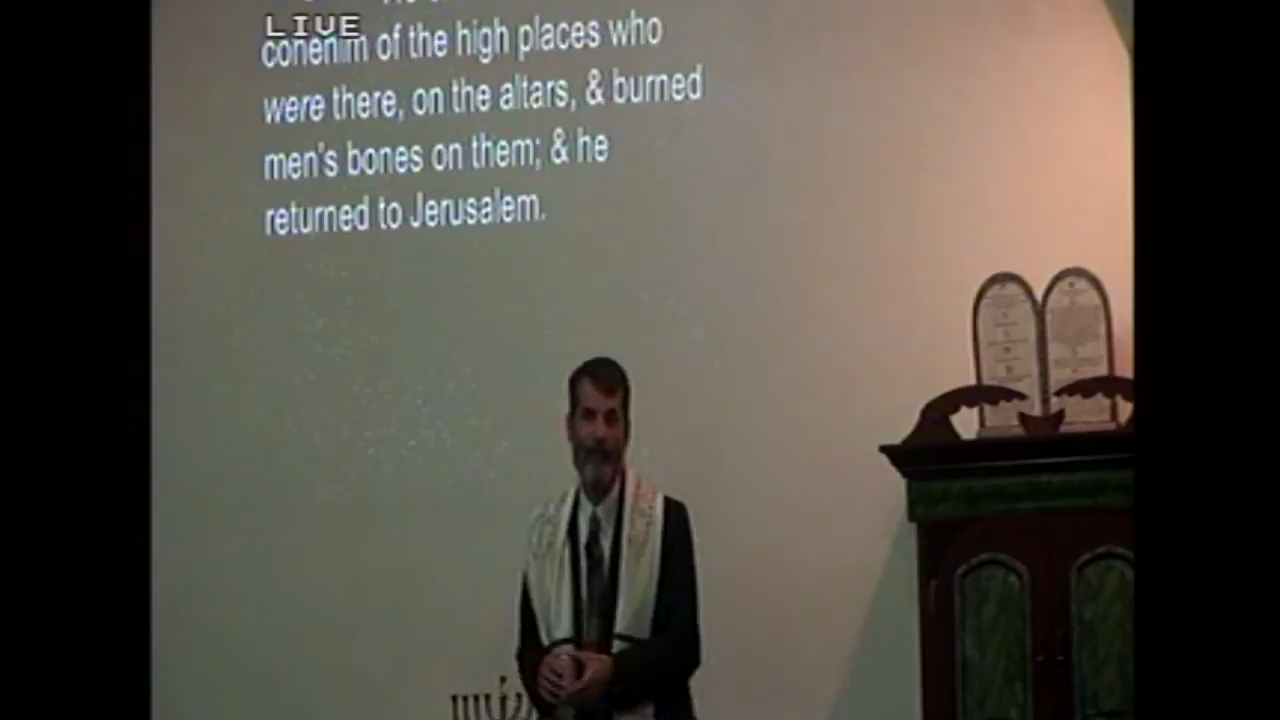 LIVE
conenim of the high places who
were there, on the altars, & burned
men's bones on them; & he
returned to Jerusalem.